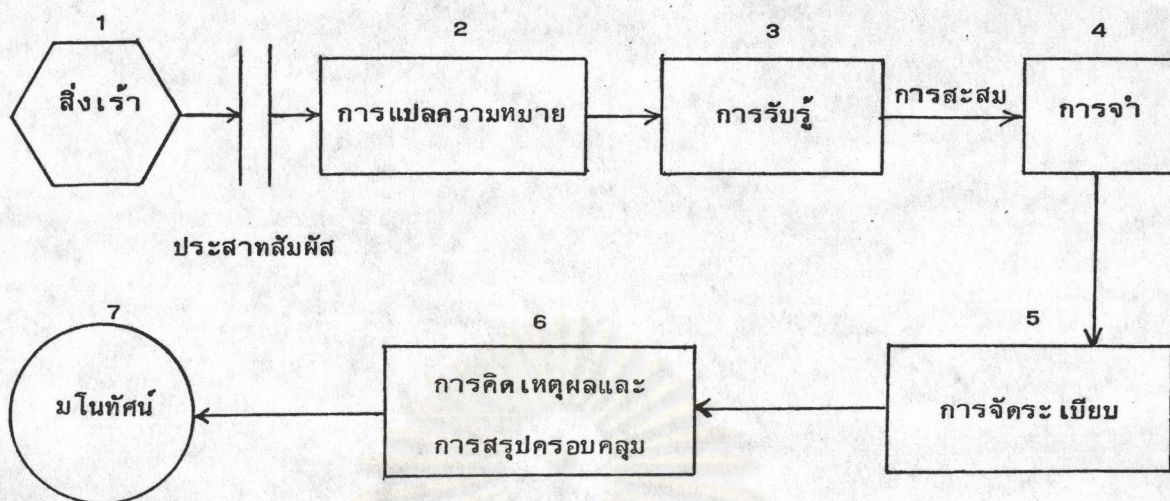 1
สิ่งเร้า
ประสาทสัมผัส
2
การแปลความหมาย
3
การรับรู้
การสะสม
4
การจำ
5
การจัดระเบียบ
6
การคิดเหตุผลและ
การสรุปครอบคลุม
7
มโนทัศน์